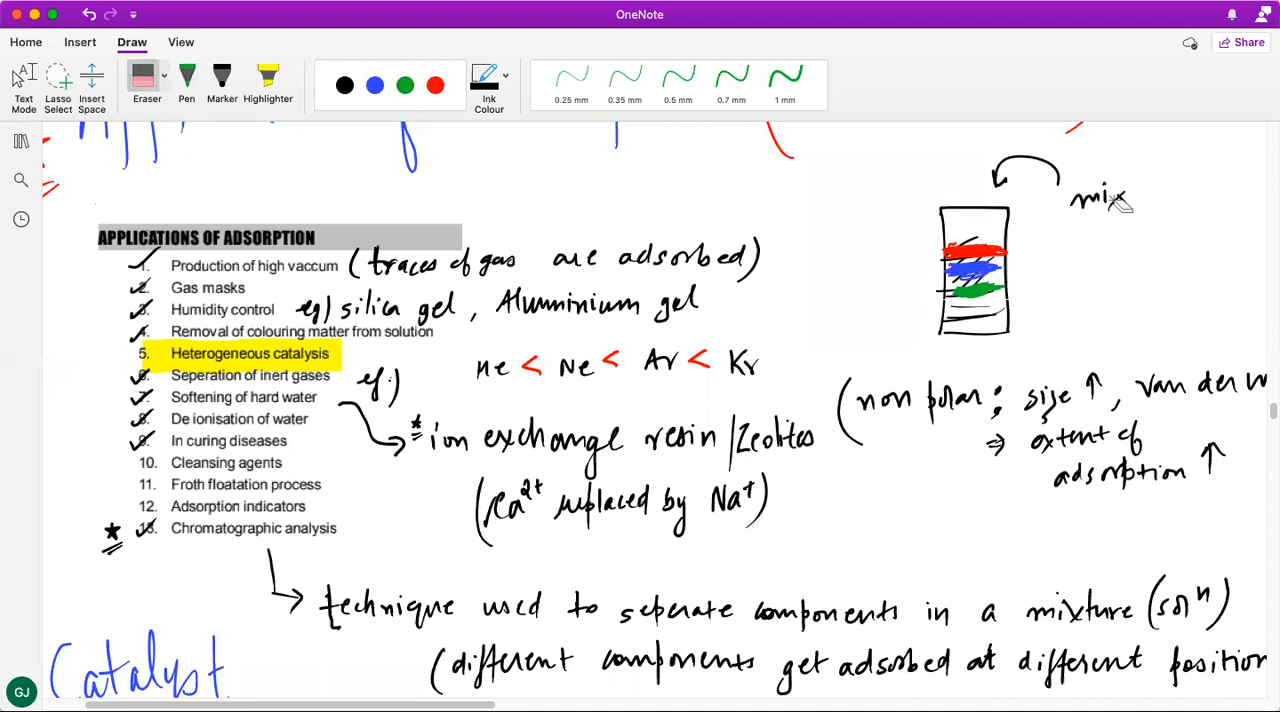 OneNote
Home Insert Draw View
Share
Text Mode
Lasso Select
Insert Space
Eraser
Pen
Marker
Highlighter
Ink Colour
0.25 mm
0.35 mm
0.5 mm
0.7 mm
1 mm
mix
APPLICATIONS OF ADSORPTION
1. Production of high vaccum (traces of gas are adsorbed)
2. Gas masks
3. Humidity control eg) silica gel, Aluminium gel
4. Removal of colouring matter from solution
5. Heterogeneous catalysis
6. Seperation of inert gases eg:) He < Ne < Ar < Kr
7. Softening of hard water
8. De ionisation of water
9. In curing diseases
10. Cleansing agents
11. Froth floatation process
12. Adsorption indicators
* 13. Chromatographic analysis
(non polar : size ↑, van der W
⇒ extent of
adsorption ↑
* ion exchange resin / Zeolites
(Ca2+ replaced by Na+)
technique used to seperate components in a mixture (soln)
(different components get adsorbed at different position
Catalyst
GJ